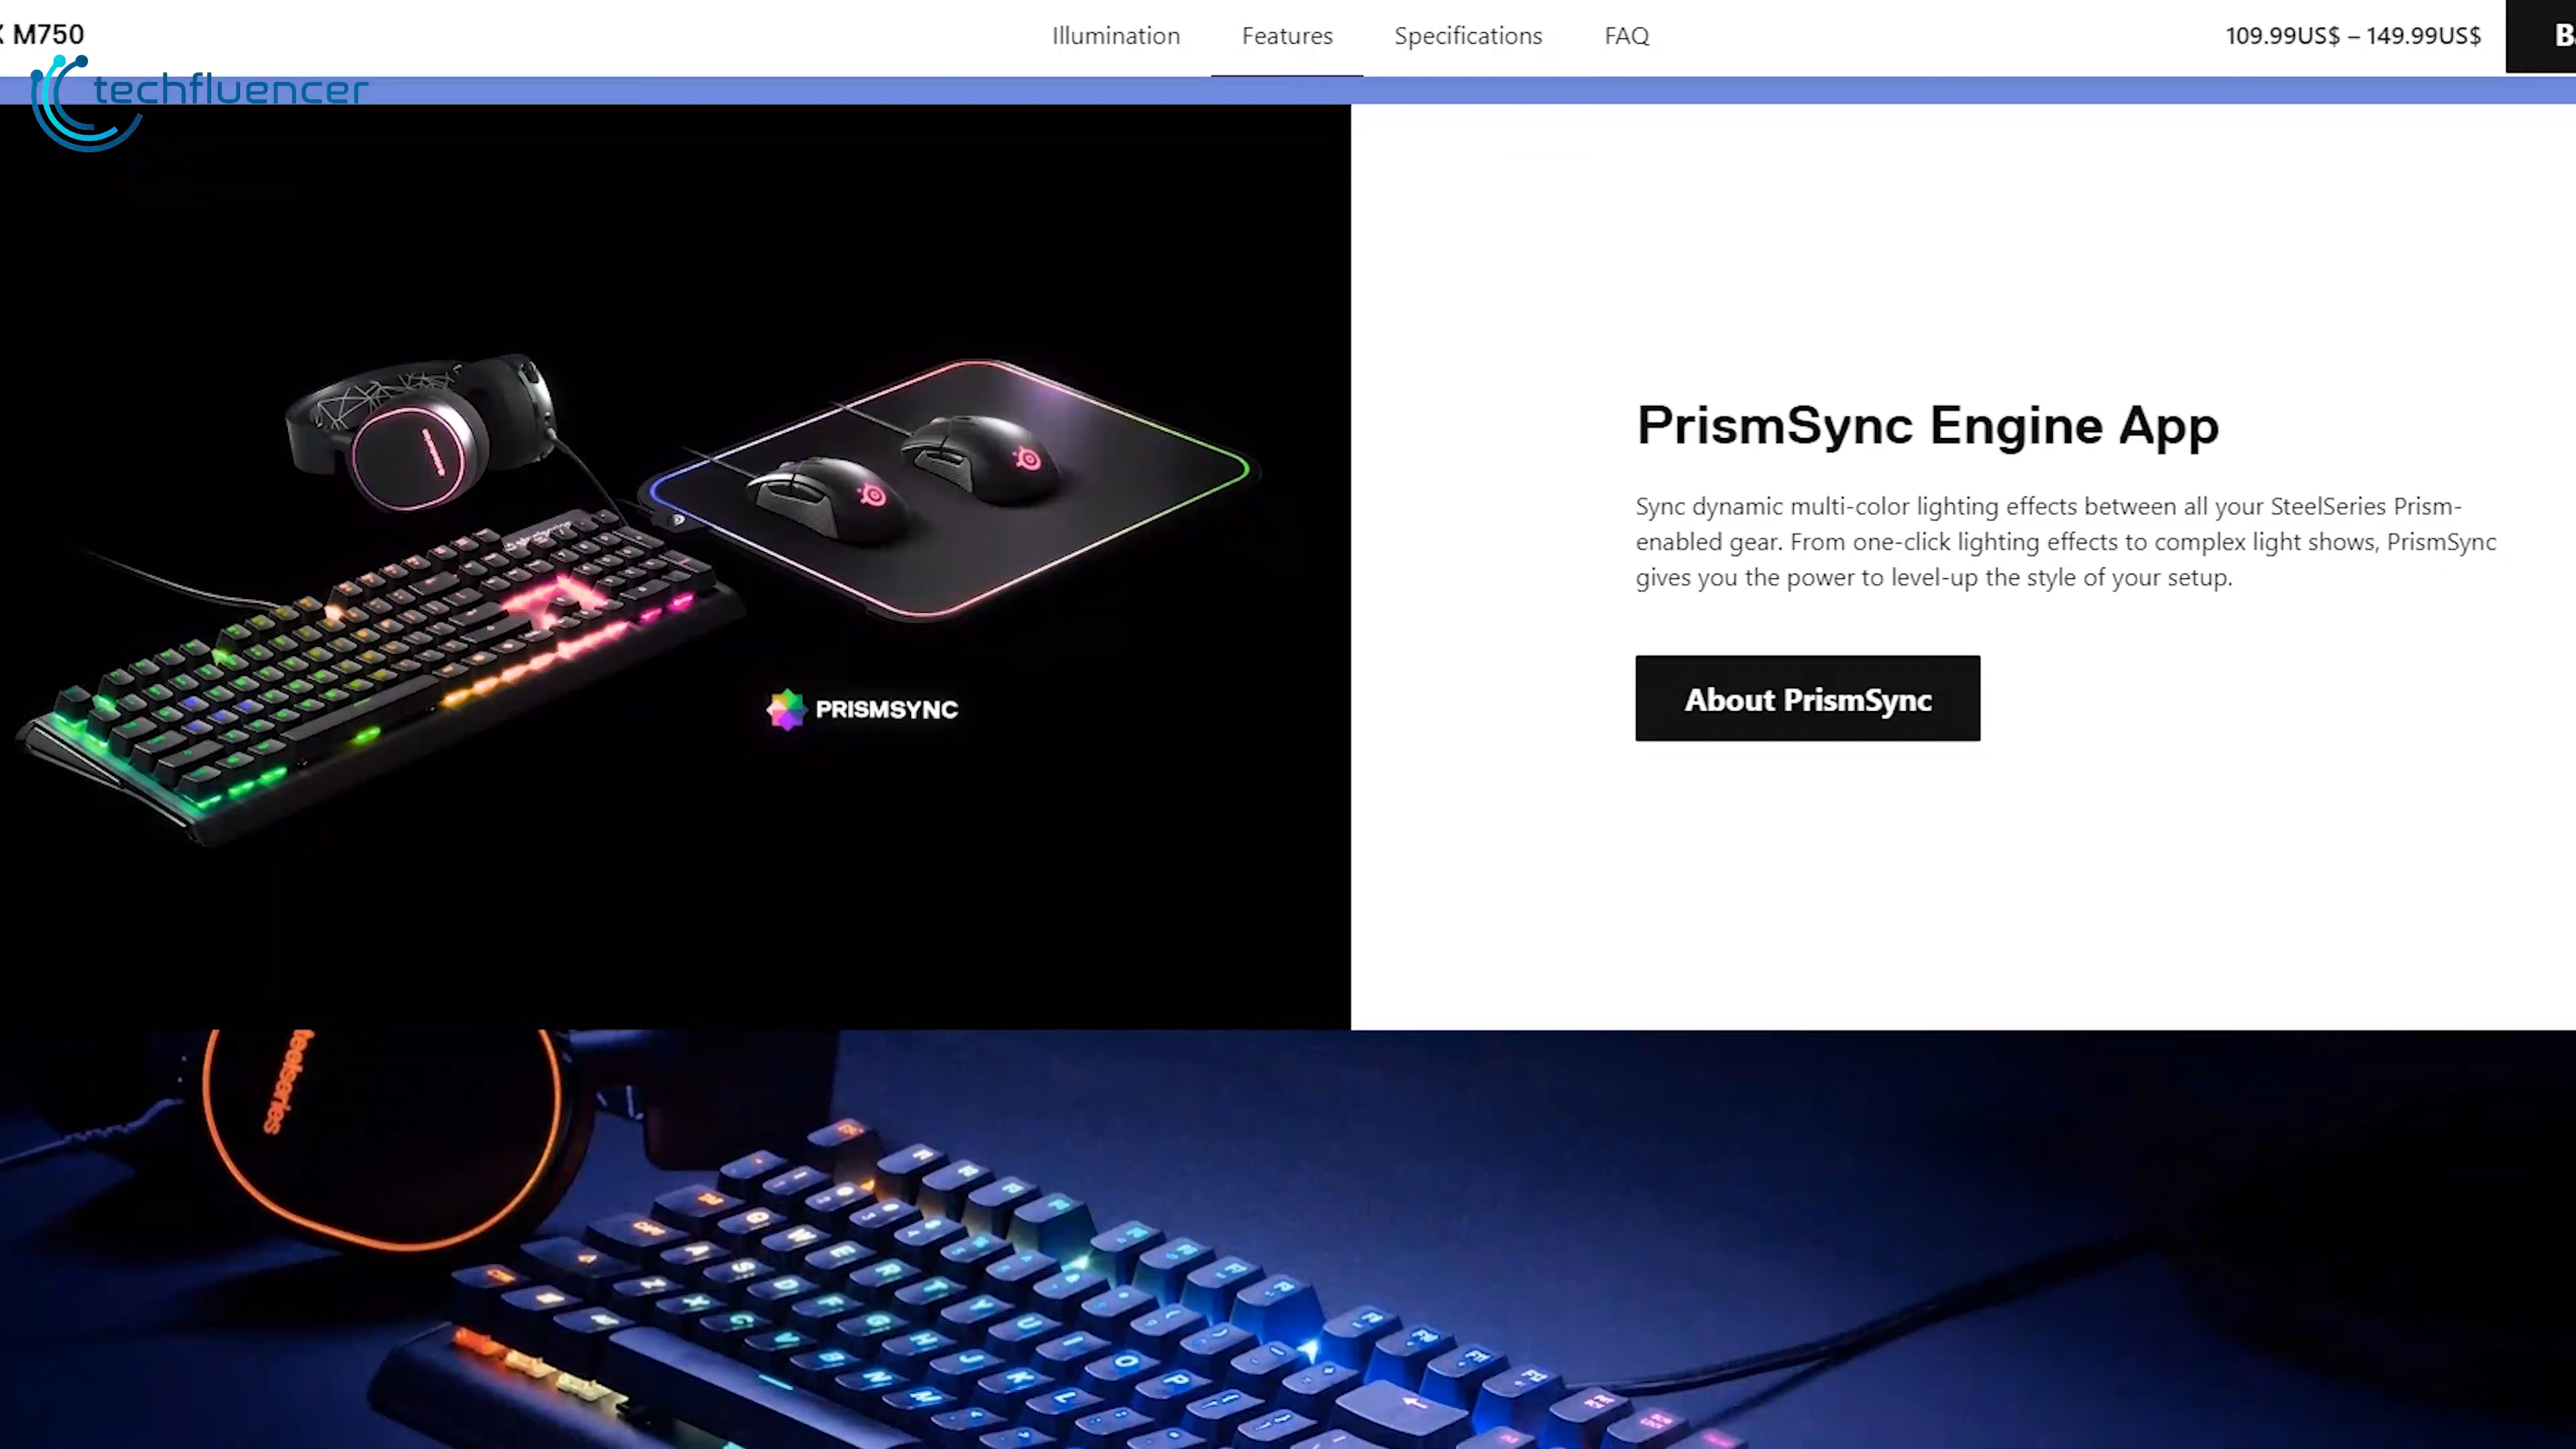 M750
Illumination
Features
Specifications
FAQ
109.99US$ – 149.99US$
techfluencer
PrismSync Engine App
Sync dynamic multi-color lighting effects between all your SteelSeries Prism-
enabled gear. From one-click lighting effects to complex light shows, PrismSync
gives you the power to level-up the style of your setup.
About PrismSync
PRISMSYNC
steelseries